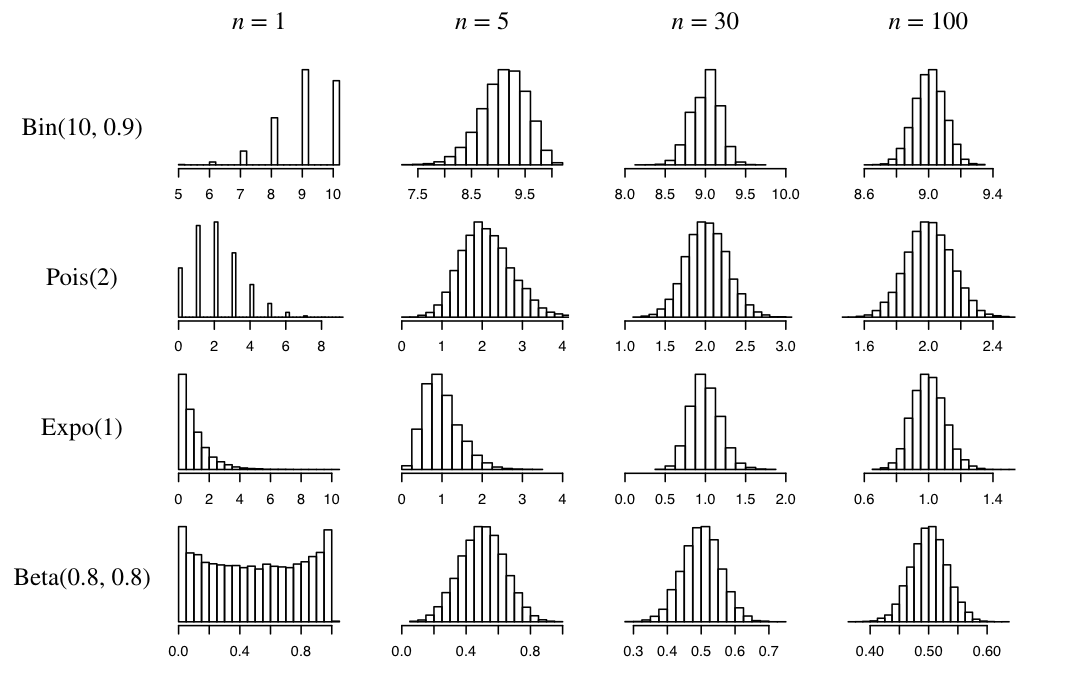 n = 1 n = 5 n = 30 n = 100
Bin(10, 0.9)
5 6 7 8 9 10 7.5 8.5 9.5 8.0 8.5 9.0 9.5 10.0 8.6 9.0 9.4
Pois(2)
0 2 4 6 8 0 1 2 3 4 1.0 1.5 2.0 2.5 3.0 1.6 2.0 2.4
Expo(1)
0 2 4 6 8 10 0 1 2 3 4 0.0 0.5 1.0 1.5 2.0 0.6 1.0 1.4
Beta(0.8, 0.8)
0.0 0.4 0.8 0.0 0.4 0.8 0.3 0.4 0.5 0.6 0.7 0.40 0.50 0.60